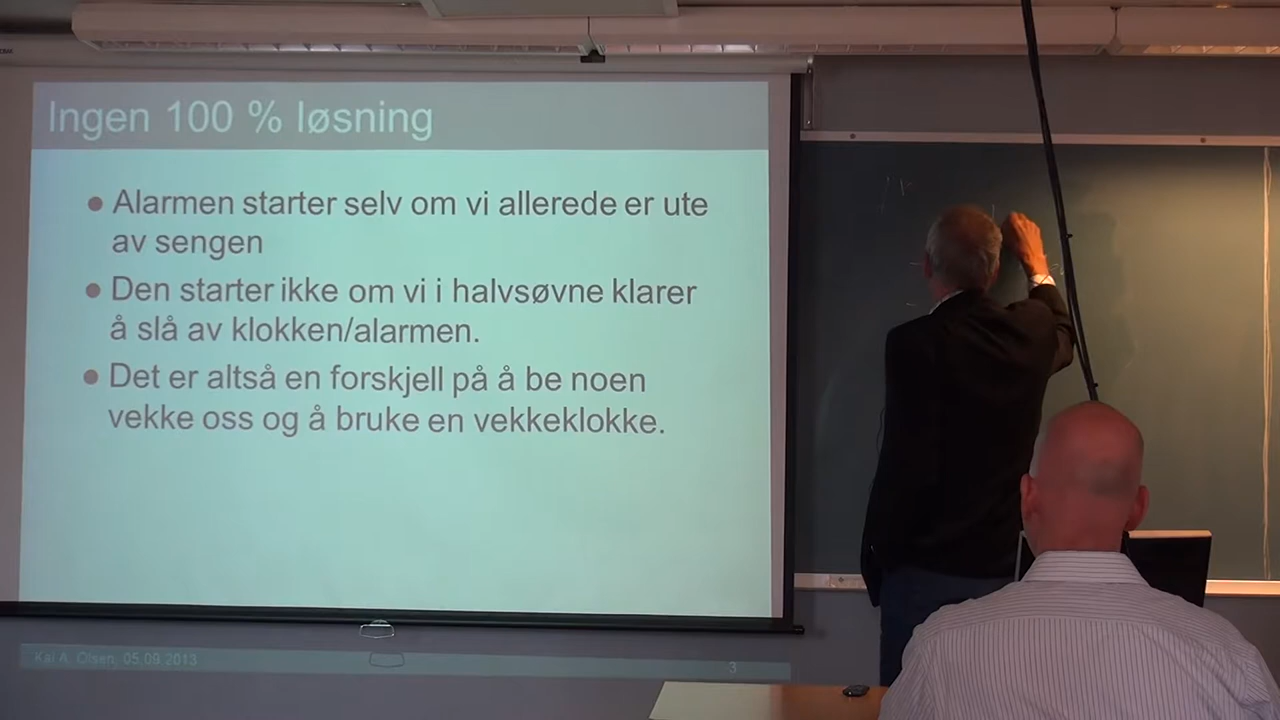 Ingen 100 % løsning
● Alarmen starter selv om vi allerede er ute
av sengen
● Den starter ikke om vi i halvsøvne klarer
å slå av klokken/alarmen.
● Det er altså en forskjell på å be noen
vekke oss og å bruke en vekkeklokke.
Kai A. Olsen, 05.09.2013
3